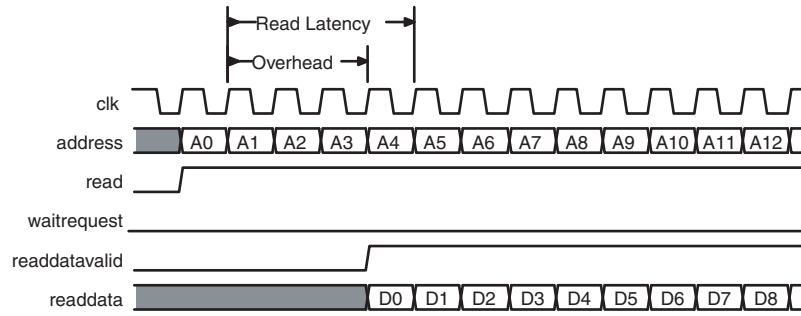 Read Latency
Overhead
clk
address A0 A1 A2 A3 A4 A5 A6 A7 A8 A9 A10 A11 A12
read
waitrequest
readdatavalid
readdata D0 D1 D2 D3 D4 D5 D6 D7 D8